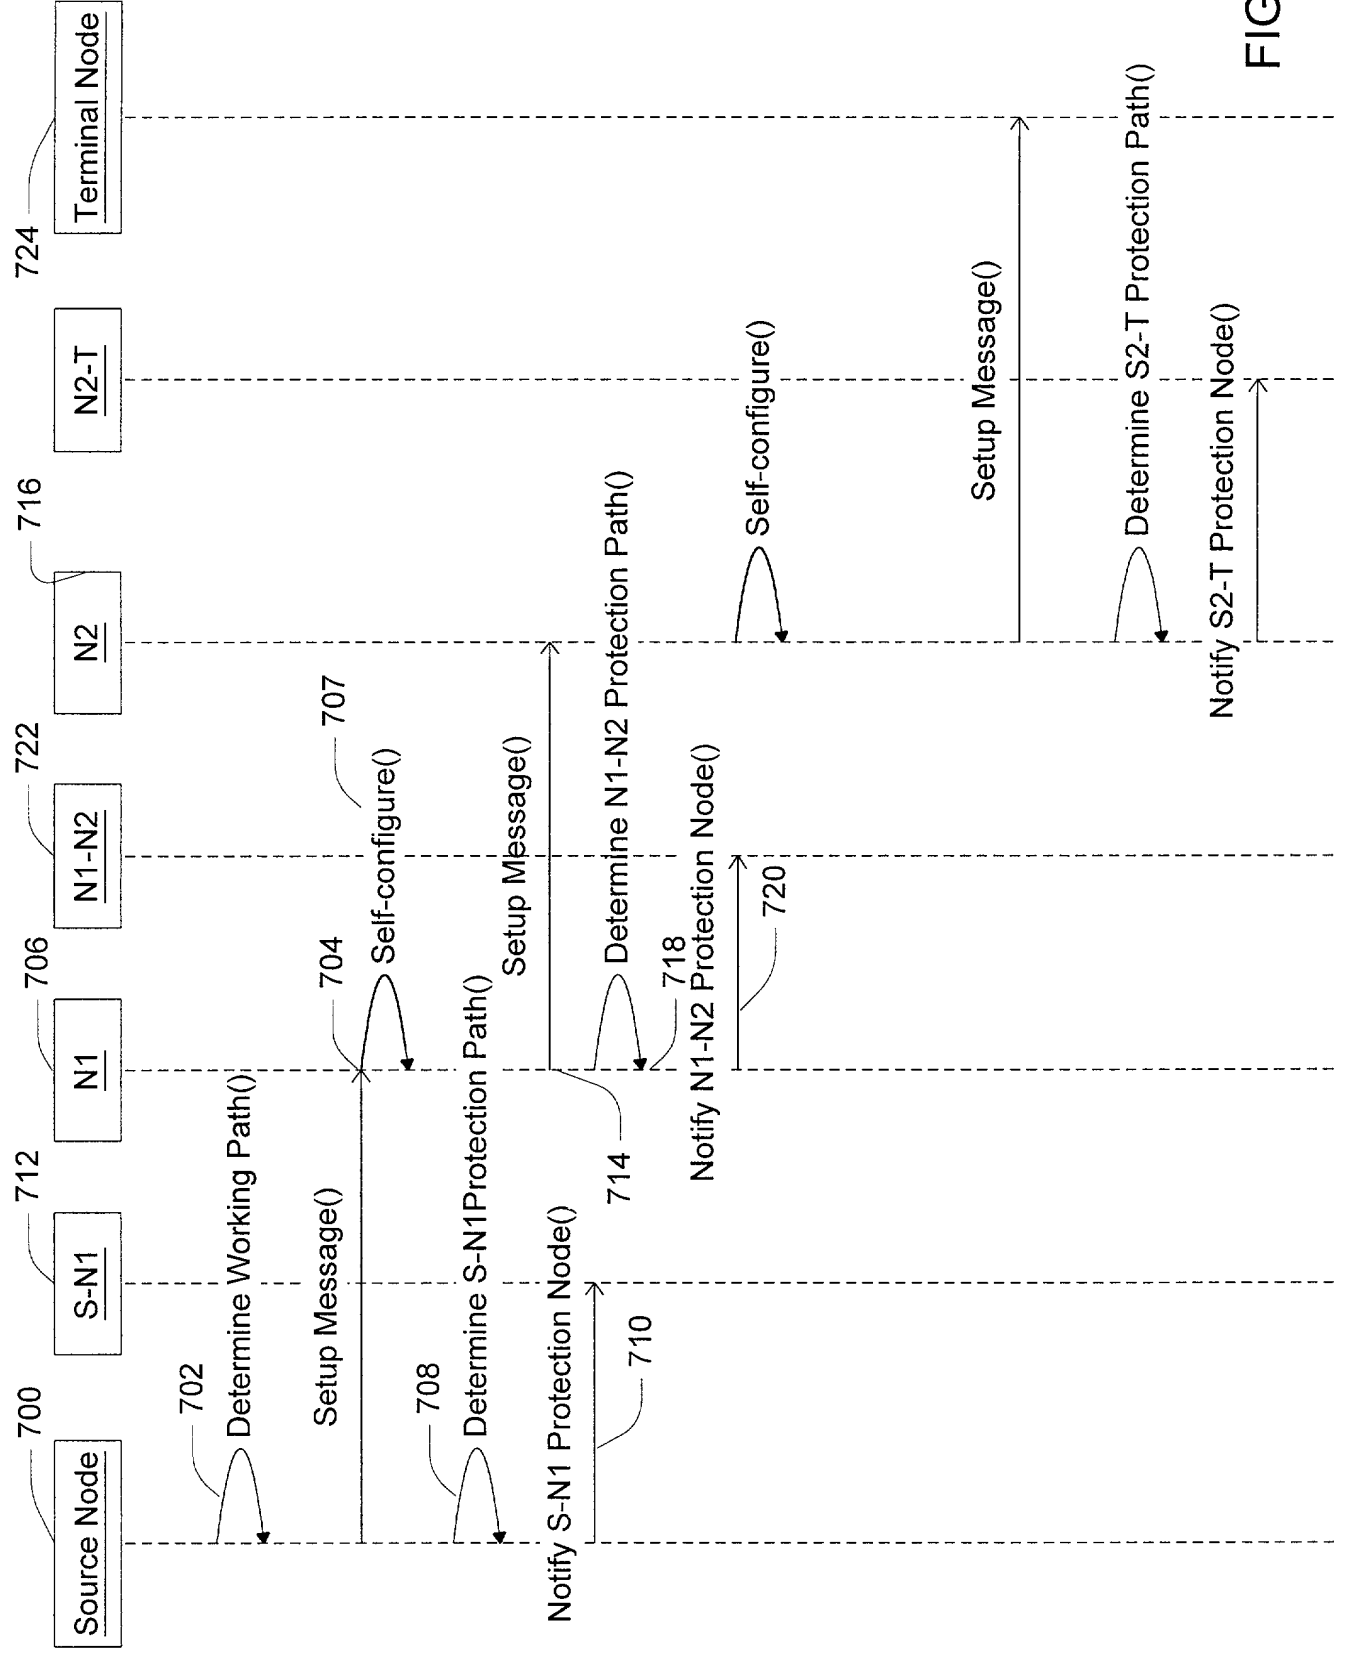 700
712
706
722
716
724
Source Node
S-N1
N1
N1-N2
N2
N2-T
Terminal Node
702
Determine Working Path()
Setup Message()
704
707
Self-configure()
708
Determine S-N1Protection Path()
Setup Message()
Notify S-N1 Protection Node()
714
Determine N1-N2 Protection Path()
710
718
Notify N1-N2 Protection Node()
720
Self-configure()
Setup Message()
Determine S2-T Protection Path()
Notify S2-T Protection Node()
FIG